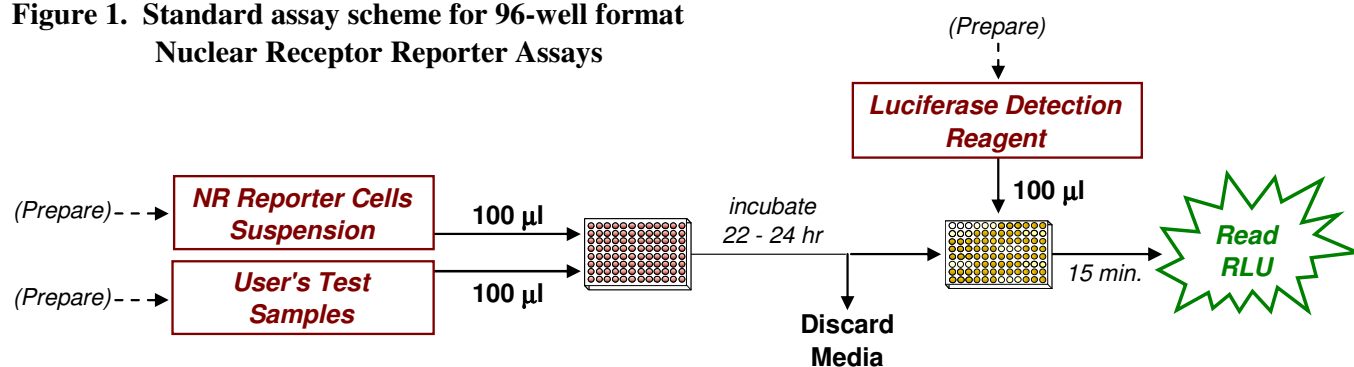 Figure 1. Standard assay scheme for 96-well format
Nuclear Receptor Reporter Assays
(Prepare)
Luciferase Detection
Reagent
100 μl
(Prepare)
NR Reporter Cells
Suspension
100 μl
(Prepare)
User's Test
Samples
100 μl
incubate
22 - 24 hr
Discard
Media
15 min.
Read
RLU